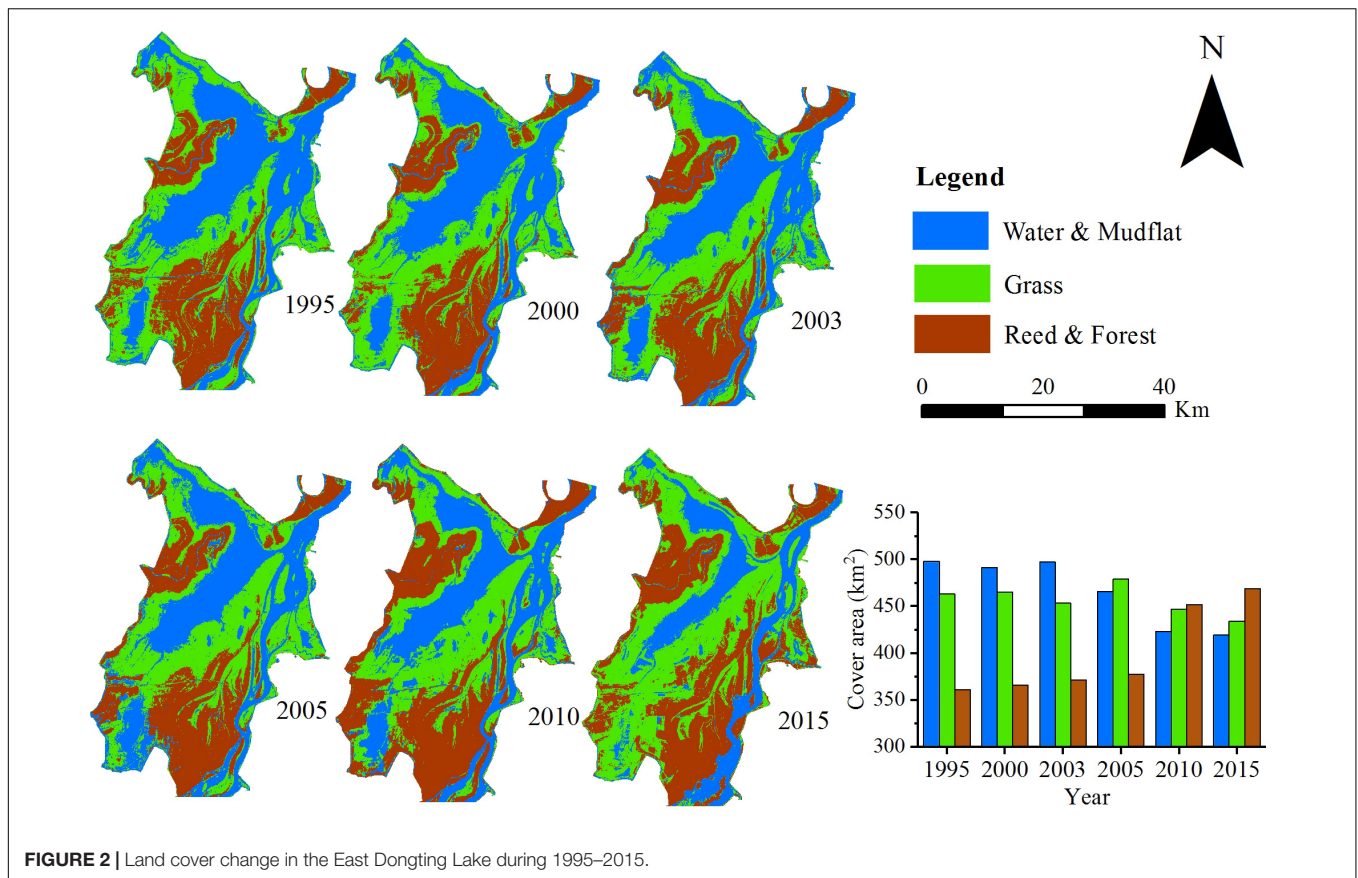 N
1995
2000
2003
Legend
Water & Mudflat
Grass
Reed & Forest
0 20 40
Km
2005
2010
2015
Cover area (km²)
550
500
450
400
350
300
1995 2000 2003 2005 2010 2015
Year
FIGURE 2 | Land cover change in the East Dongting Lake during 1995–2015.